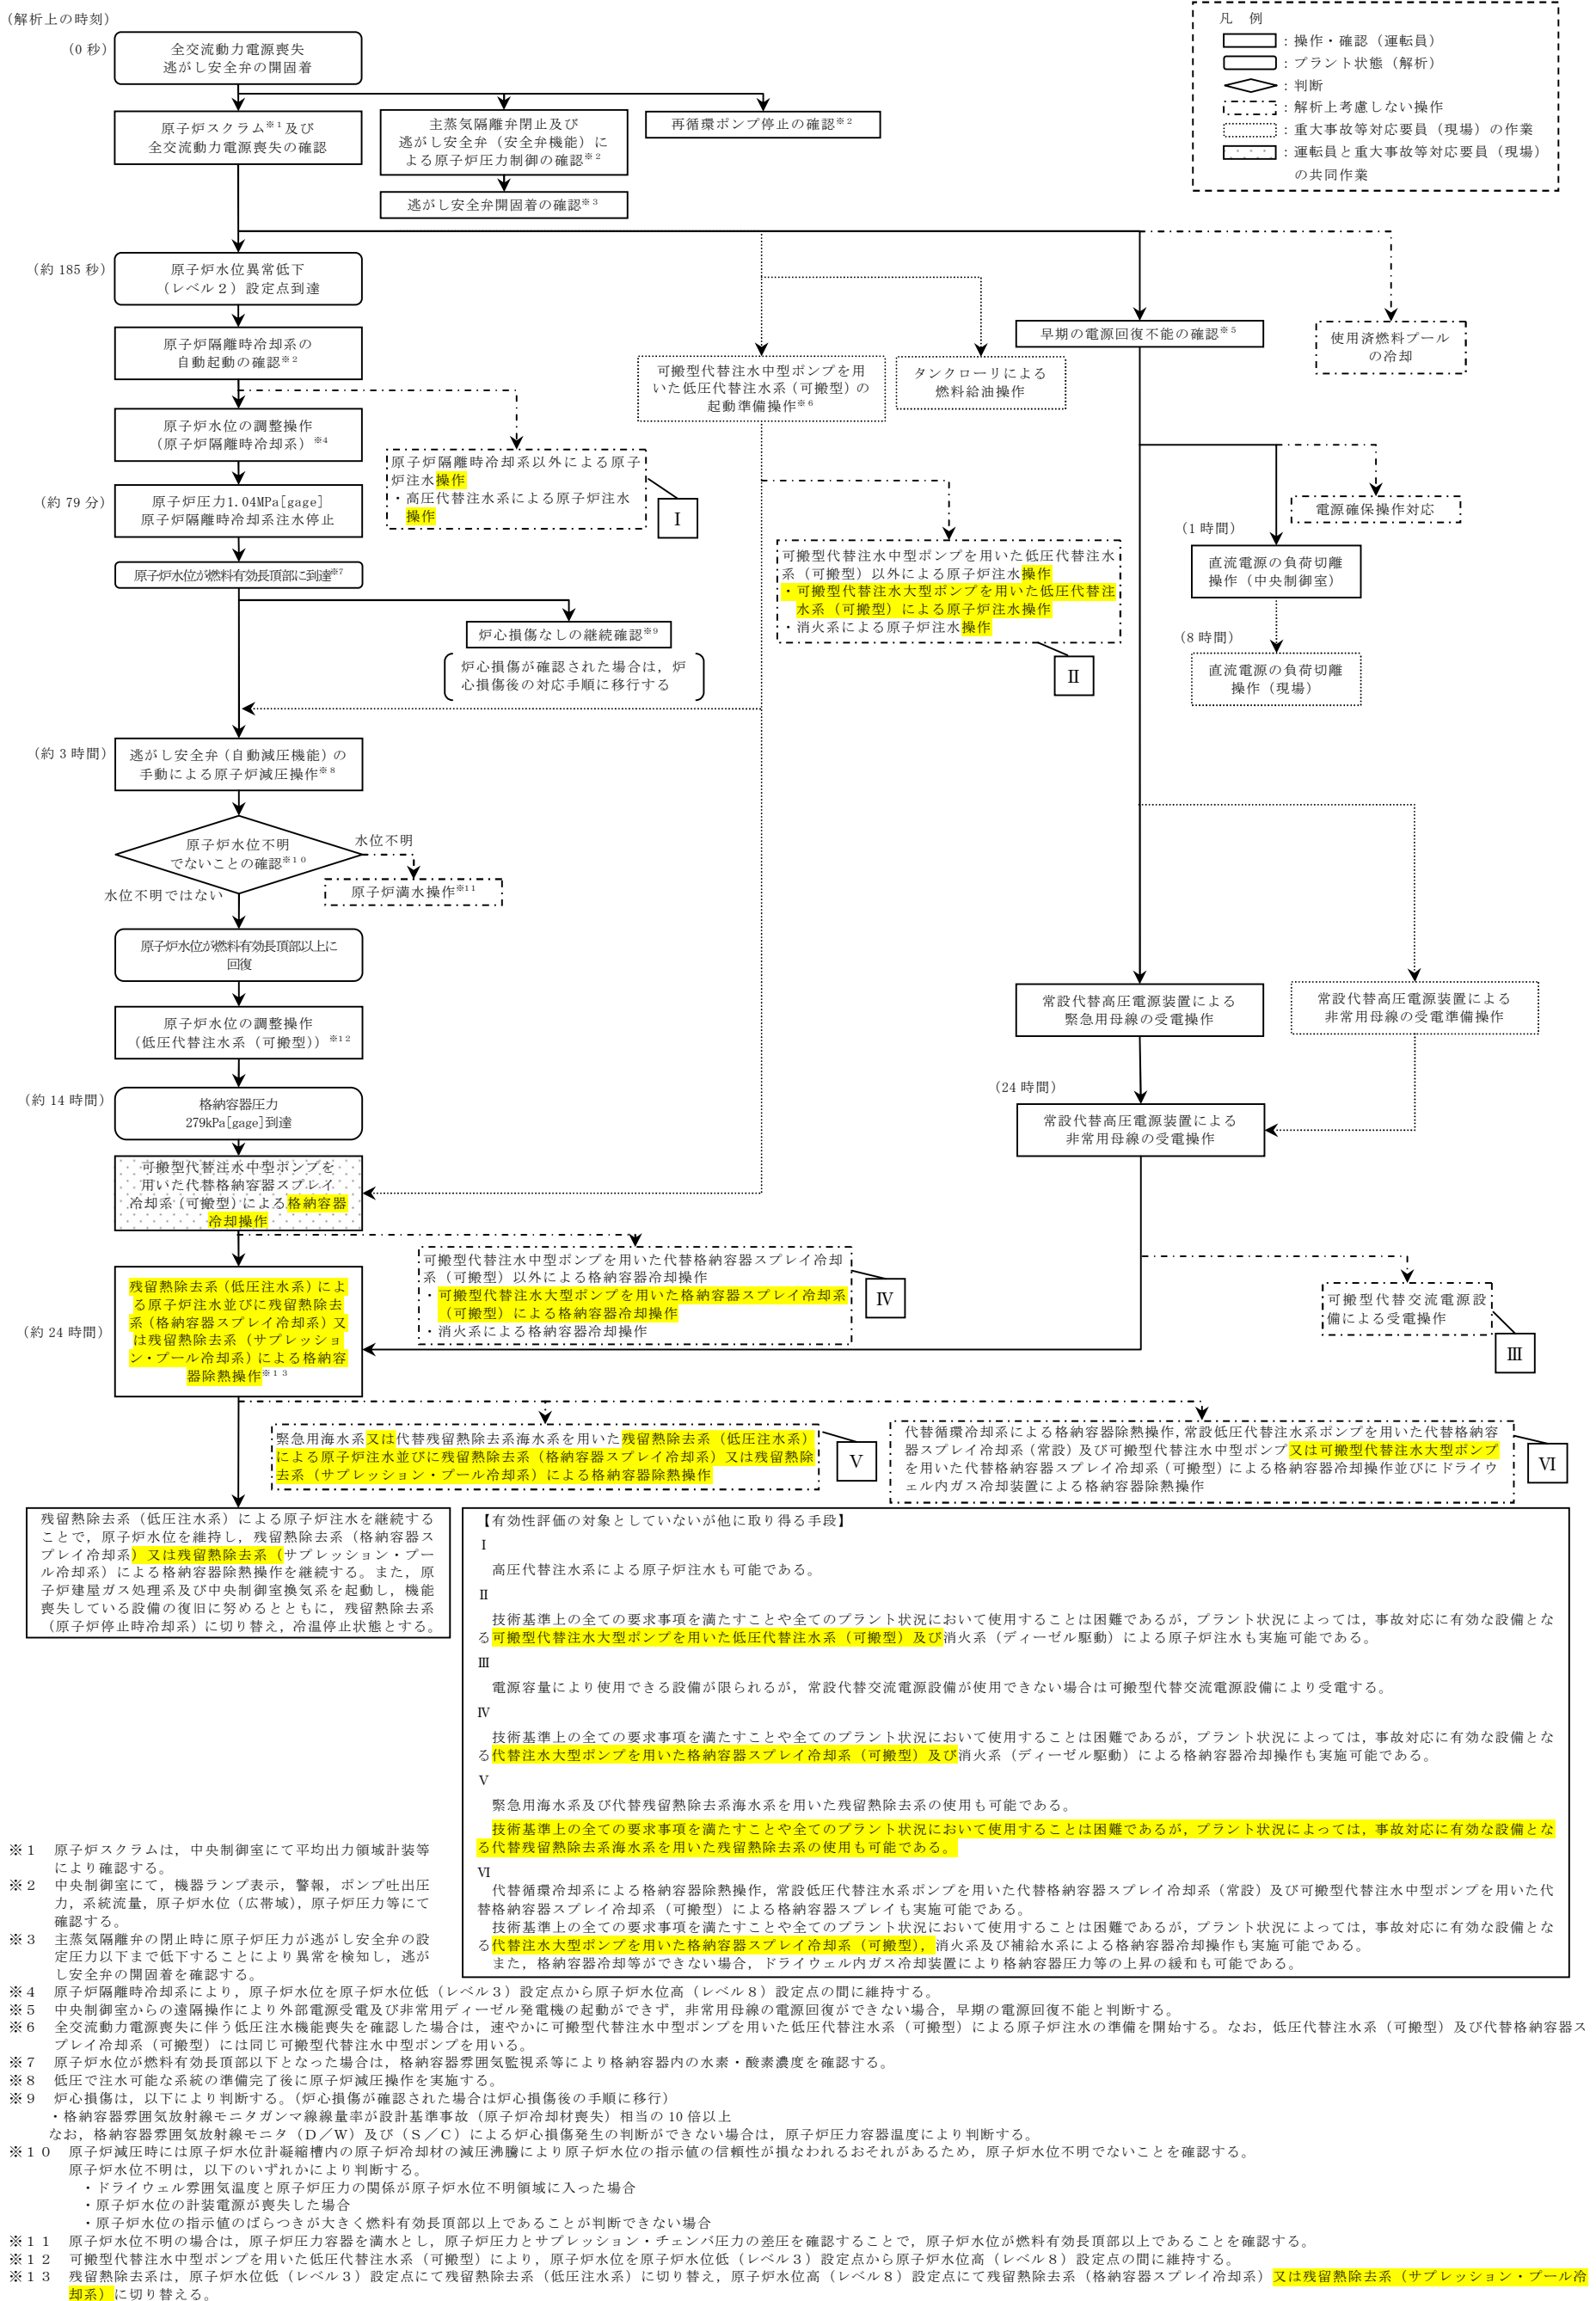 (解析上の時刻)
(0 秒)
全交流動力電源喪失
逃がし安全弁の開固着
凡　例
：操作・確認（運転員）
：プラント状態（解析）
：判断
：解析上考慮しない操作
：重大事故等対応要員（現場）の作業
：運転員と重大事故等対応要員（現場）
の共同作業
原子炉スクラム※1及び
全交流動力電源喪失の確認
主蒸気隔離弁閉止及び
逃がし安全弁（安全弁機能）に
よる原子炉圧力制御の確認※2
再循環ポンプ停止の確認※2
逃がし安全弁開固着の確認※3
(約 185 秒)
原子炉水位異常低下
（レベル２）設定点到達
原子炉隔離時冷却系の
自動起動の確認※2
早期の電源回復不能の確認※5
使用済燃料プール
の冷却
可搬型代替注水中型ポンプを用
いた低圧代替注水系（可搬型）の
起動準備操作※6
タンクローリによる
燃料給油操作
原子炉水位の調整操作
（原子炉隔離時冷却系）※4
原子炉隔離時冷却系以外による原子
炉注水操作
・高圧代替注水系による原子炉注水
操作
Ⅰ
(約 79 分)
原子炉圧力1.04MPa[gage]
原子炉隔離時冷却系注水停止
電源確保操作対応
(1 時間)
直流電源の負荷切離
操作（中央制御室）
可搬型代替注水中型ポンプを用いた低圧代替注水
系（可搬型）以外による原子炉注水操作
・可搬型代替注水大型ポンプを用いた低圧代替注
水系（可搬型）による原子炉注水操作
・消火系による原子炉注水操作
Ⅱ
原子炉水位が燃料有効長頂部に到達※7
炉心損傷なしの継続確認※9
炉心損傷が確認された場合は，炉
心損傷後の対応手順に移行する
(8 時間)
直流電源の負荷切離
操作（現場）
(約 3 時間)
逃がし安全弁（自動減圧機能）の
手動による原子炉減圧操作※8
原子炉水位不明
でないことの確認※10
水位不明
水位不明ではない
原子炉満水操作※11
原子炉水位が燃料有効長頂部以上に
回復
原子炉水位の調整操作
（低圧代替注水系（可搬型））※12
常設代替高圧電源装置による
緊急用母線の受電操作
常設代替高圧電源装置による
非常用母線の受電準備操作
(約 14 時間)
格納容器圧力
279kPa[gage]到達
(24 時間)
常設代替高圧電源装置による
非常用母線の受電操作
可搬型代替注水中型ポンプを
用いた代替格納容器スプレイ
冷却系（可搬型）による格納容器
冷却操作
可搬型代替注水中型ポンプを用いた代替格納容器スプレイ冷却
系（可搬型）以外による格納容器冷却操作
・可搬型代替注水大型ポンプを用いた格納容器スプレイ冷却系
（可搬型）による格納容器冷却操作
・消火系による格納容器冷却操作
Ⅳ
可搬型代替交流電源設
備による受電操作
Ⅲ
(約 24 時間)
残留熱除去系（低圧注水系）によ
る原子炉注水並びに残留熱除去
系（格納容器スプレイ冷却系）又
は残留熱除去系（サプレッショ
ン・プール冷却系）による格納容
器除熱操作※13
緊急用海水系又は代替残留熱除去系海水系を用いた残留熱除去系（低圧注水系）
による原子炉注水並びに残留熱除去系（格納容器スプレイ冷却系）又は残留熱除
去系（サプレッション・プール冷却系）による格納容器除熱操作
Ⅴ
代替循環冷却系による格納容器除熱操作，常設低圧代替注水系ポンプを用いた代替格納容
器スプレイ冷却系（常設）及び可搬型代替注水中型ポンプ又は可搬型代替注水大型ポンプ
を用いた代替格納容器スプレイ冷却系（可搬型）による格納容器冷却操作並びにドライウ
ェル内ガス冷却装置による格納容器除熱操作
Ⅵ
残留熱除去系（低圧注水系）による原子炉注水を継続する
ことで，原子炉水位を維持し，残留熱除去系（格納容器ス
プレイ冷却系）又は残留熱除去系（サプレッション・プー
ル冷却系）による格納容器除熱操作を継続する。また，原
子炉建屋ガス処理系及び中央制御室換気系を起動し，機能
喪失している設備の復旧に努めるとともに，残留熱除去系
（原子炉停止時冷却系）に切り替え，冷温停止状態とする。
【有効性評価の対象としていないが他に取り得る手段】
Ⅰ
高圧代替注水系による原子炉注水も可能である。
Ⅱ
技術基準上の全ての要求事項を満たすことや全てのプラント状況において使用することは困難であるが，プラント状況によっては，事故対応に有効な設備とな
る可搬型代替注水大型ポンプを用いた低圧代替注水系（可搬型）及び消火系（ディーゼル駆動）による原子炉注水も実施可能である。
Ⅲ
電源容量により使用できる設備が限られるが，常設代替交流電源設備が使用できない場合は可搬型代替交流電源設備により受電する。
Ⅳ
技術基準上の全ての要求事項を満たすことや全てのプラント状況において使用することは困難であるが，プラント状況によっては，事故対応に有効な設備とな
る代替注水大型ポンプを用いた格納容器スプレイ冷却系（可搬型）及び消火系（ディーゼル駆動）による格納容器冷却操作も実施可能である。
Ⅴ
緊急用海水系及び代替残留熱除去系海水系を用いた残留熱除去系の使用も可能である。
技術基準上の全ての要求事項を満たすことや全てのプラント状況において使用することは困難であるが，プラント状況によっては，事故対応に有効な設備とな
る代替残留熱除去系海水系を用いた残留熱除去系の使用も可能である。
Ⅵ
代替循環冷却系による格納容器除熱操作，常設低圧代替注水系ポンプを用いた代替格納容器スプレイ冷却系（常設）及び可搬型代替注水中型ポンプを用いた代
替格納容器スプレイ冷却系（可搬型）による格納容器スプレイも実施可能である。
技術基準上の全ての要求事項を満たすことや全てのプラント状況において使用することは困難であるが，プラント状況によっては，事故対応に有効な設備とな
る代替注水大型ポンプを用いた格納容器スプレイ冷却系（可搬型），消火系及び補給水系による格納容器冷却操作も実施可能である。
また，格納容器冷却等ができない場合，ドライウェル内ガス冷却装置により格納容器圧力等の上昇の緩和も可能である。
※１　原子炉スクラムは，中央制御室にて平均出力領域計装等
により確認する。
※２　中央制御室にて，機器ランプ表示，警報，ポンプ吐出圧
力，系統流量，原子炉水位（広帯域），原子炉圧力等にて
確認する。
※３　主蒸気隔離弁の閉止時に原子炉圧力が逃がし安全弁の設
定圧力以下まで低下することにより異常を検知し，逃が
し安全弁の開固着を確認する。
※４　原子炉隔離時冷却系により，原子炉水位を原子炉水位低（レベル３）設定点から原子炉水位高（レベル８）設定点の間に維持する。
※５　中央制御室からの遠隔操作により外部電源受電及び非常用ディーゼル発電機の起動ができず，非常用母線の電源回復ができない場合，早期の電源回復不能と判断する。
※６　全交流動力電源喪失に伴う低圧注水機能喪失を確認した場合は，速やかに可搬型代替注水中型ポンプを用いた低圧代替注水系（可搬型）による原子炉注水の準備を開始する。なお，低圧代替注水系（可搬型）及び代替格納容器ス
プレイ冷却系（可搬型）には同じ可搬型代替注水中型ポンプを用いる。
※７　原子炉水位が燃料有効長頂部以下となった場合は，格納容器雰囲気監視系等により格納容器内の水素・酸素濃度を確認する。
※８　低圧で注水可能な系統の準備完了後に原子炉減圧操作を実施する。
※９　炉心損傷は，以下により判断する。（炉心損傷が確認された場合は炉心損傷後の手順に移行）
・格納容器雰囲気放射線モニタガンマ線線量率が設計基準事故（原子炉冷却材喪失）相当の 10 倍以上
なお，格納容器雰囲気放射線モニタ（Ｄ／Ｗ）及び（Ｓ／Ｃ）による炉心損傷発生の判断ができない場合は，原子炉圧力容器温度により判断する。
※１０　原子炉減圧時には原子炉水位計凝縮槽内の原子炉冷却材の減圧沸騰により原子炉水位の指示値の信頼性が損なわれるおそれがあるため，原子炉水位不明でないことを確認する。
原子炉水位不明は，以下のいずれかにより判断する。
・ドライウェル雰囲気温度と原子炉圧力の関係が原子炉水位不明領域に入った場合
・原子炉水位の計装電源が喪失した場合
・原子炉水位の指示値のばらつきが大きく燃料有効長頂部以上であることが判断できない場合
※１１　原子炉水位不明の場合は，原子炉圧力容器を満水とし，原子炉圧力とサプレッション・チェンバ圧力の差圧を確認することで，原子炉水位が燃料有効長頂部以上であることを確認する。
※１２　可搬型代替注水中型ポンプを用いた低圧代替注水系（可搬型）により，原子炉水位を原子炉水位低（レベル３）設定点から原子炉水位高（レベル８）設定点の間に維持する。
※１３　残留熱除去系は，原子炉水位低（レベル３）設定点にて残留熱除去系（低圧注水系）に切り替え，原子炉水位高（レベル８）設定点にて残留熱除去系（格納容器スプレイ冷却系）又は残留熱除去系（サプレッション・プール冷
却系）に切り替える。